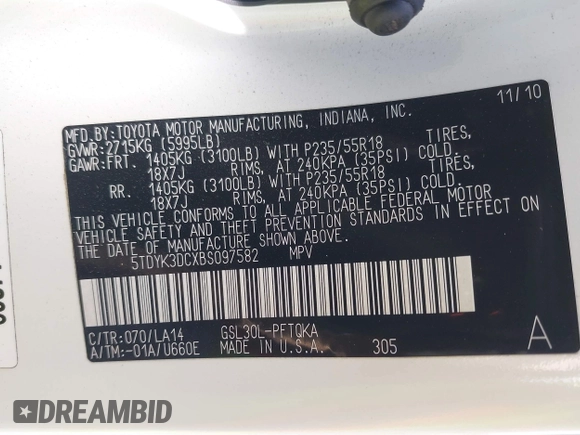 11/10
MFD.BY:TOYOTA MOTOR MANUFACTURING, INDIANA, INC.
GVWR:2715KG (5995LB)
GAWR:FRT. 1405KG (3100LB) WITH P235/55R18 TIRES,
18X7J RIMS, AT 240KPA (35PSI) COLD.
RR. 1405KG (3100LB) WITH P235/55R18 TIRES,
18X7J RIMS, AT 240KPA (35PSI) COLD.
THIS VEHICLE CONFORMS TO ALL APPLICABLE FEDERAL MOTOR
VEHICLE SAFETY AND THEFT PREVENTION STANDARDS IN EFFECT ON
THE DATE OF MANUFACTURE SHOWN ABOVE.
5TDYK3DCXBS097582 MPV
C/TR:070/LA14 GSL30L-PFTQKA
A/TM:-01A/U660E MADE IN U.S.A. 305
A
DREAMBID